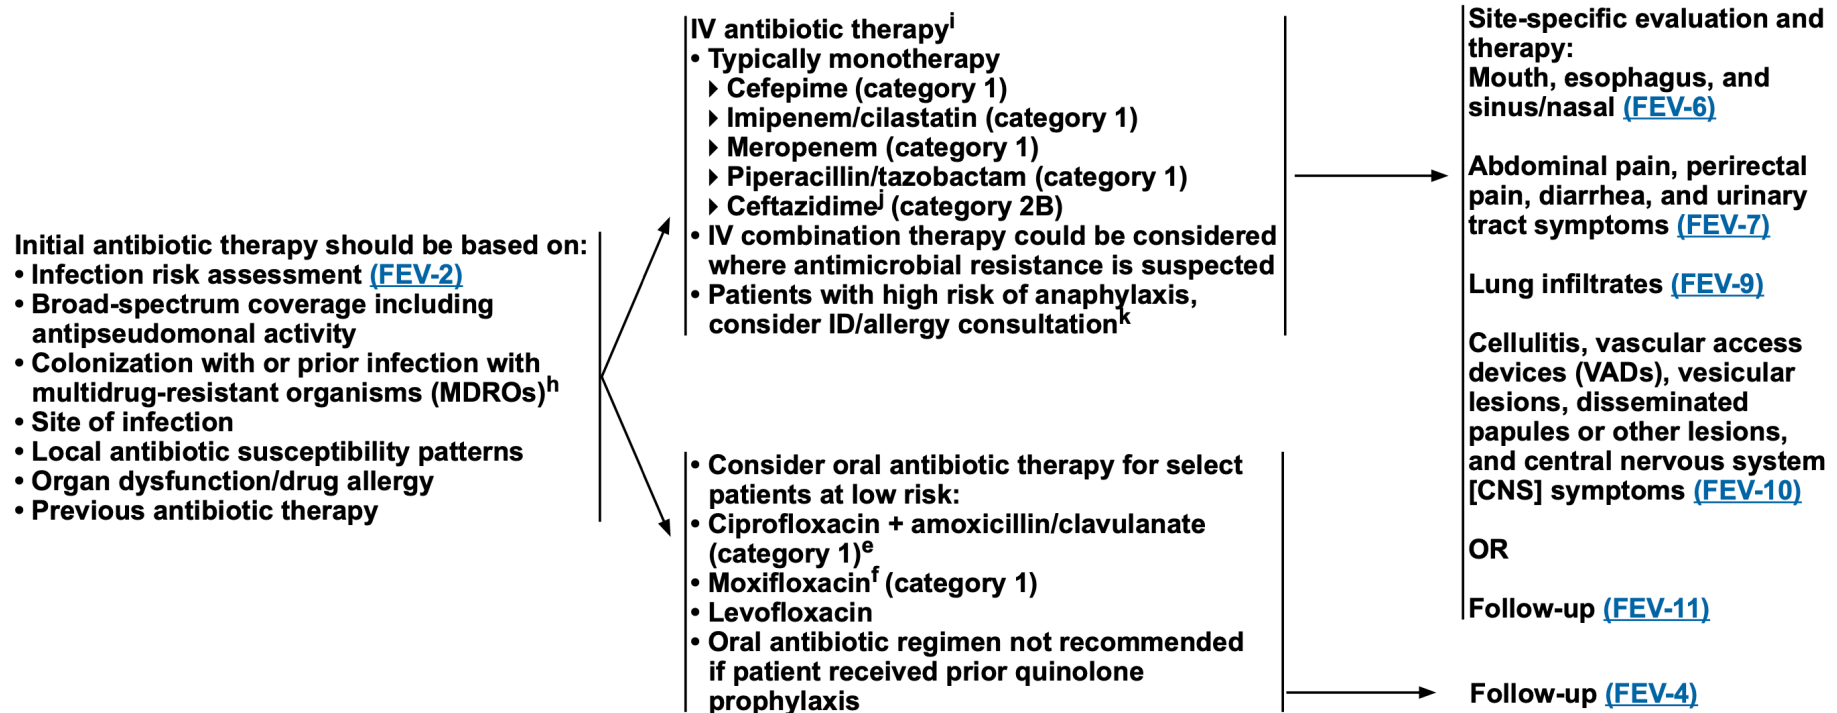 Initial antibiotic therapy should be based on:
• Infection risk assessment (FEV-2)
• Broad-spectrum coverage including
antipseudomonal activity
• Colonization with or prior infection with
multidrug-resistant organisms (MDROs)h
• Site of infection
• Local antibiotic susceptibility patterns
• Organ dysfunction/drug allergy
• Previous antibiotic therapy
IV antibiotic therapyi
• Typically monotherapy
▸ Cefepime (category 1)
▸ Imipenem/cilastatin (category 1)
▸ Meropenem (category 1)
▸ Piperacillin/tazobactam (category 1)
▸ Ceftazidimej (category 2B)
• IV combination therapy could be considered
where antimicrobial resistance is suspected
• Patients with high risk of anaphylaxis,
consider ID/allergy consultationk
• Consider oral antibiotic therapy for select
patients at low risk:
• Ciprofloxacin + amoxicillin/clavulanate
(category 1)e
• Moxifloxacinf (category 1)
• Levofloxacin
• Oral antibiotic regimen not recommended
if patient received prior quinolone
prophylaxis
Site-specific evaluation and
therapy:
Mouth, esophagus, and
sinus/nasal (FEV-6)
Abdominal pain, perirectal
pain, diarrhea, and urinary
tract symptoms (FEV-7)
Lung infiltrates (FEV-9)
Cellulitis, vascular access
devices (VADs), vesicular
lesions, disseminated
papules or other lesions,
and central nervous system
[CNS] symptoms (FEV-10)
OR
Follow-up (FEV-11)
Follow-up (FEV-4)